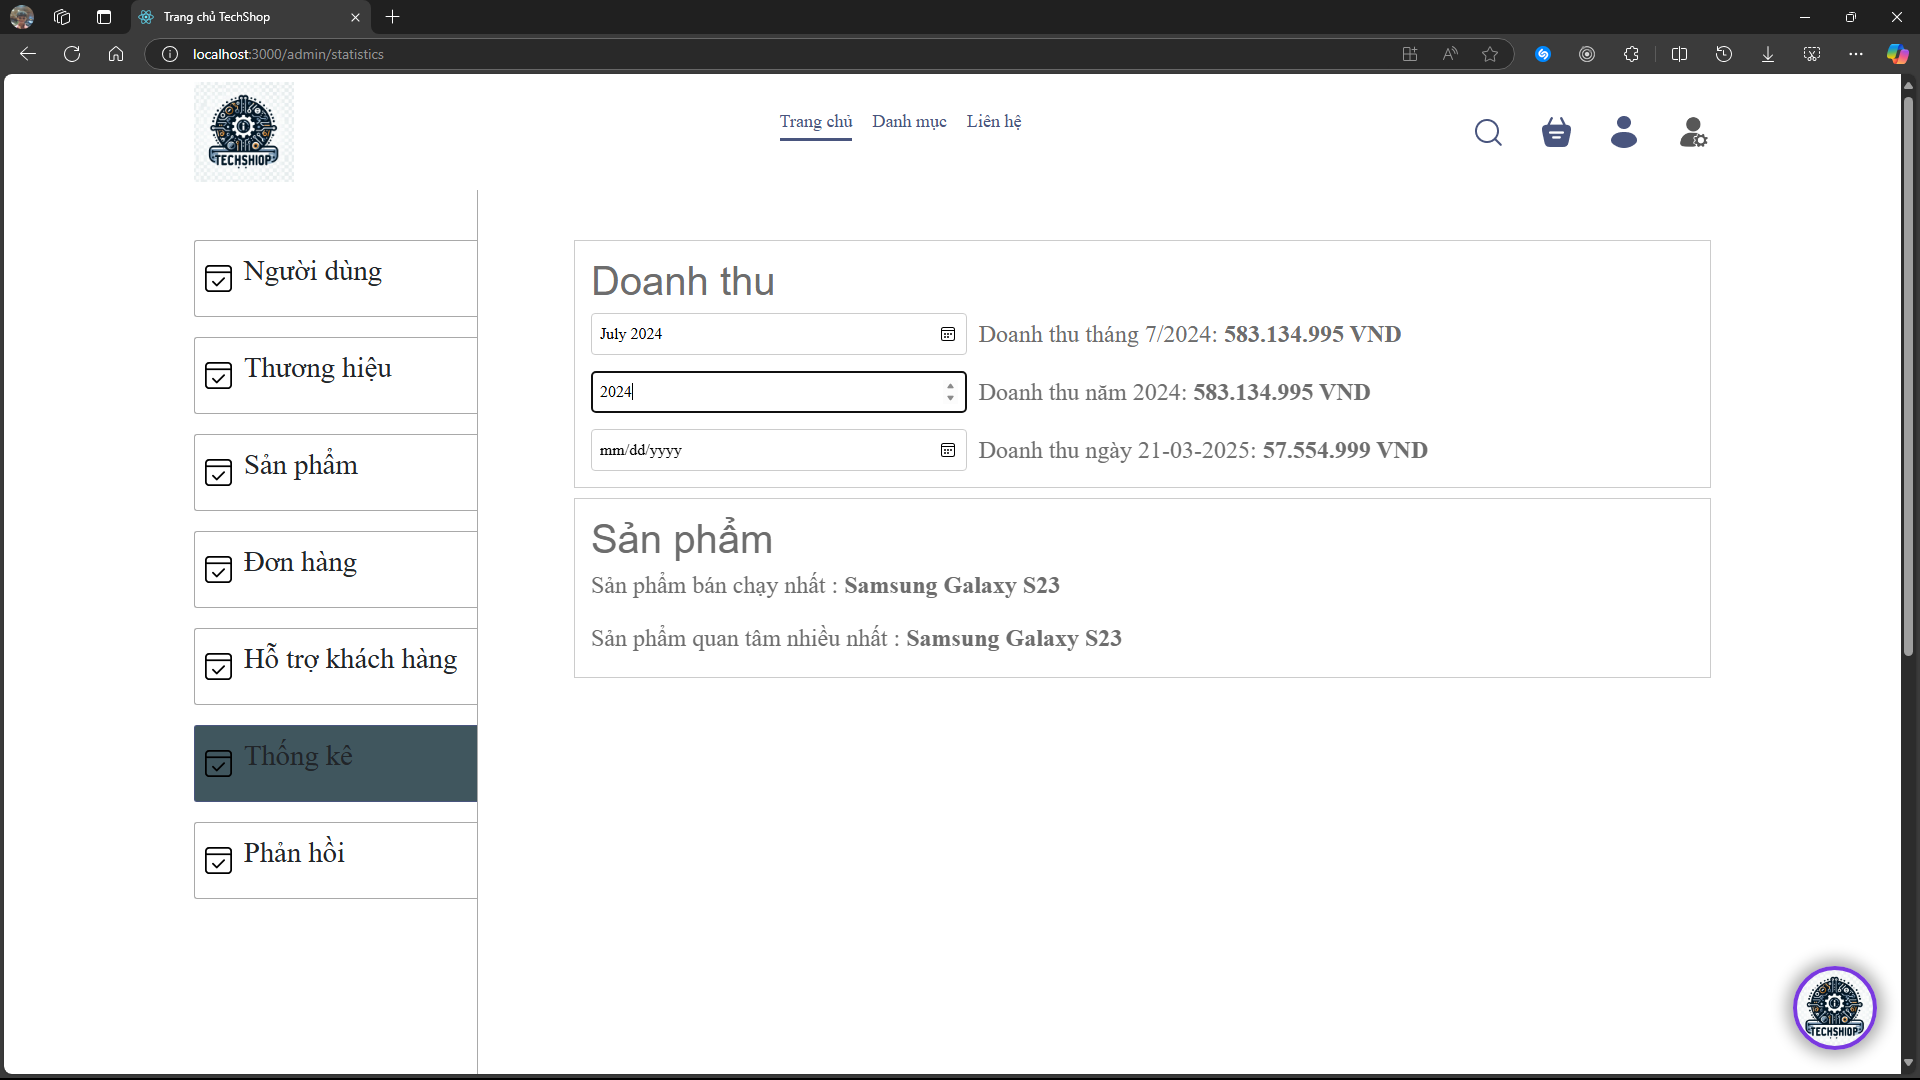 Trang chủ TechShop
localhost:3000/admin/statistics
TECHSHIOP
Trang chủ
Danh mục
Liên hệ
Người dùng
Thương hiệu
Sản phẩm
Đơn hàng
Hỗ trợ khách hàng
Thống kê
Phản hồi
Doanh thu
July 2024
Doanh thu tháng 7/2024: 583.134.995 VND
2024
Doanh thu năm 2024: 583.134.995 VND
mm/dd/yyyy
Doanh thu ngày 21-03-2025: 57.554.999 VND
Sản phẩm
Sản phẩm bán chạy nhất : Samsung Galaxy S23
Sản phẩm quan tâm nhiều nhất : Samsung Galaxy S23
TECHSHIOP